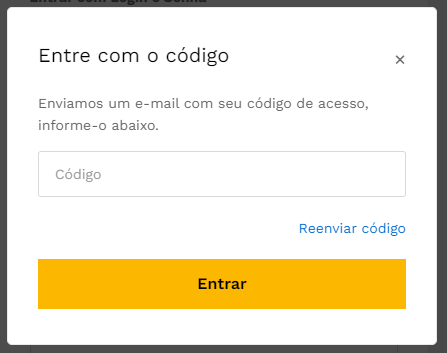 Entre com o código
×
Enviamos um e-mail com seu código de acesso,
informe-o abaixo.
Código
Reenviar código
Entrar